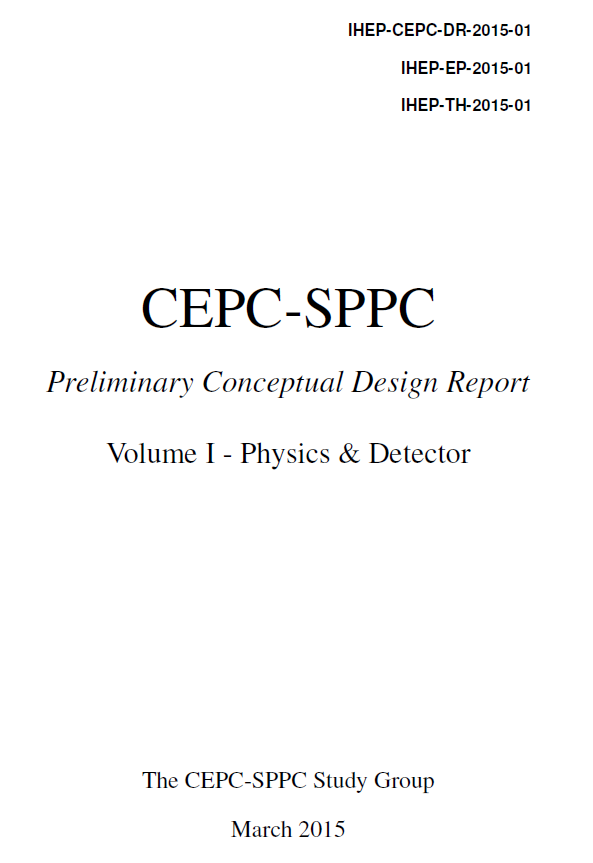 IHEP-CEPC-DR-2015-01
IHEP-EP-2015-01
IHEP-TH-2015-01
CEPC-SPPC
Preliminary Conceptual Design Report
Volume I - Physics & Detector
The CEPC-SPPC Study Group
March 2015